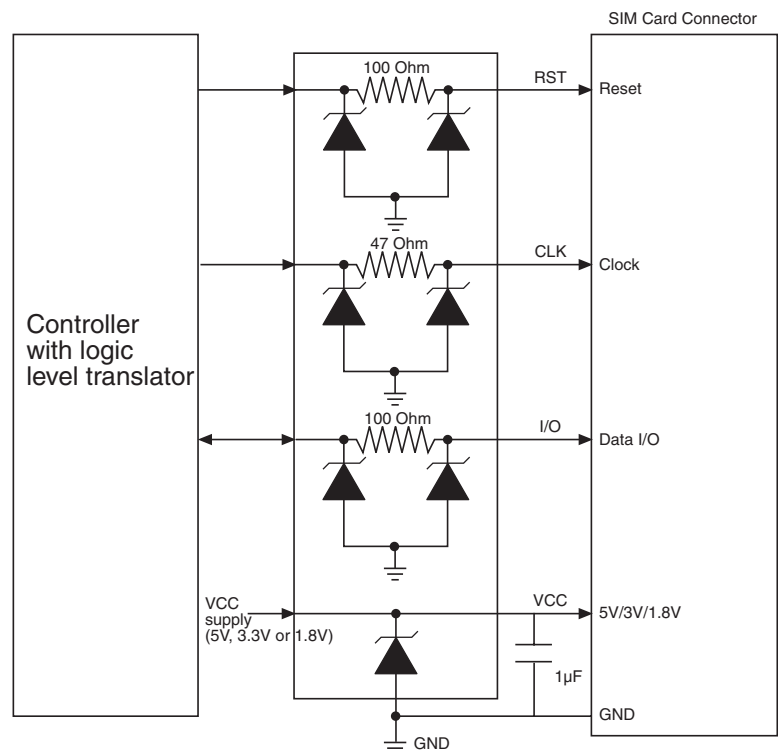 SIM Card Connector
100 Ohm
RST
Reset
47 Ohm
CLK
Clock
Controller
with logic
level translator
100 Ohm
I/O
Data I/O
VCC
supply
(5V, 3.3V or 1.8V)
VCC
5V/3V/1.8V
1µF
GND
GND